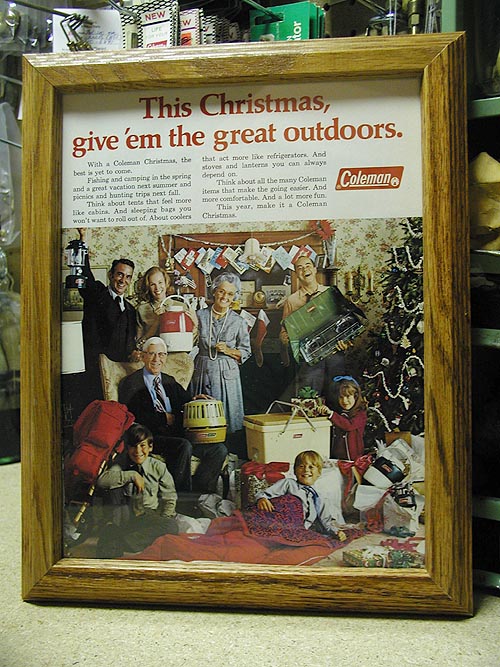 NEW
This Christmas,
give 'em the great outdoors.
With a Coleman Christmas, the
best is yet to come.
Fishing and camping in the spring
and a great vacation next summer and
picnics and hunting trips next fall.
Think about tents that feel more
like cabins. And sleeping bags you
won't want to roll out of. About coolers
that act more like refrigerators. And
stoves and lanterns you can always
depend on.
Think about all the many Coleman
items that make the going easier. And
more comfortable. And a lot more fun.
This year, make it a Coleman
Christmas.
Coleman